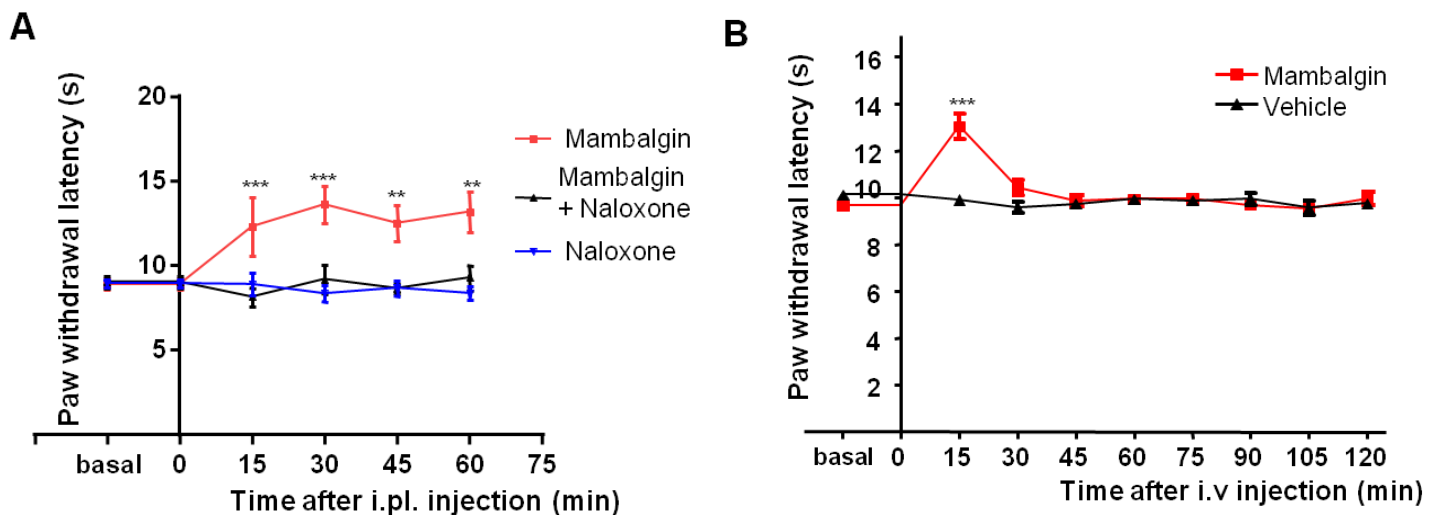 A
Paw withdrawal latency (s)
20
15
10
5
***
***
**
**
Mambalgin
Mambalgin
+ Naloxone
Naloxone
basal 0 15 30 45 60 75
Time after i.pl. injection (min)
B
Paw withdrawal latency (s)
16
14
12
10
8
6
4
2
***
Mambalgin
Vehicle
basal 0 15 30 45 60 75 90 105 120
Time after i.v injection (min)